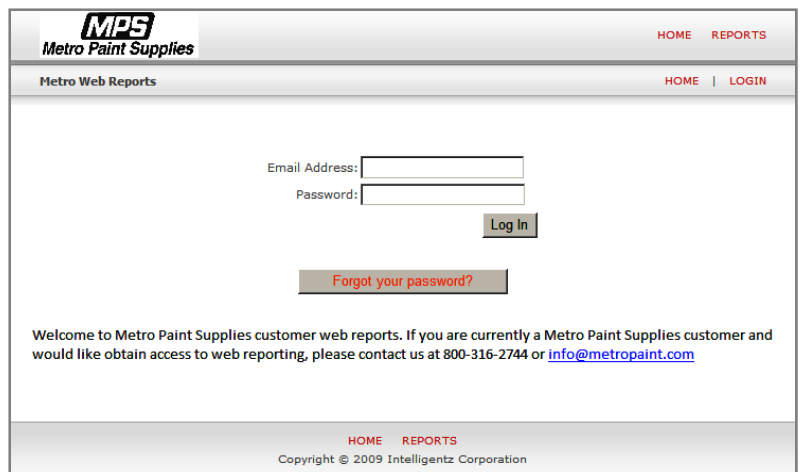 MPS
Metro Paint Supplies
HOME REPORTS
Metro Web Reports
HOME | LOGIN
Email Address:
Password:
Log In
Forgot your password?
Welcome to Metro Paint Supplies customer web reports. If you are currently a Metro Paint Supplies customer and
would like obtain access to web reporting, please contact us at 800-316-2744 or info@metropaint.com
HOME REPORTS
Copyright © 2009 Intelligentz Corporation